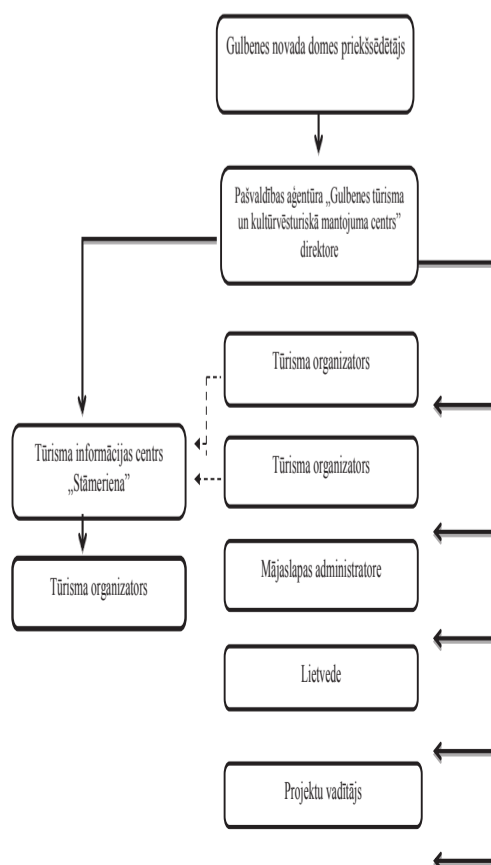 Gulbenes novada domes priekšsēdētājs
Pašvaldības aģentūra „Gulbenes tūrisma
un kultūrvēsturiskā mantojuma centrs”
direktore
Tūrisma organizators
Tūrisma informācijas centrs
„Stāmeriena”
Tūrisma organizators
Tūrisma organizators
Mājaslapas administratore
Lietvede
Projektu vadītājs